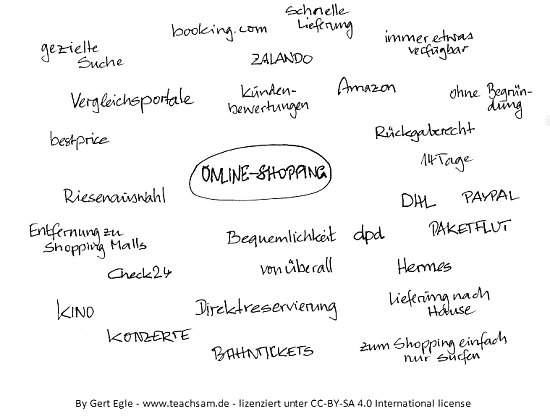 schnelle
Lieferung
booking.com
immer etwas
verfügbar
gezielte
Suche
ZALANDO
Vergleichsportale
Kunden-
bewertungen
Amazon
ohne Begrün-
dung
bestprice
Rückgaberecht
14 Tage
ONLINE-SHOPPING
Riesenauswahl
DHL
PAYPAL
Entfernung zu
Shopping Malls
Bequemlichkeit
dpd
PAKETFLUT
Check24
von überall
Hermes
KINO
Direktreservierung
Lieferung nach
Hause
KONZERTE
BAHNTICKETS
zum Shopping einfach
nur surfen
By Gert Egle - www.teachsam.de - lizenziert unter CC-BY-SA 4.0 International license